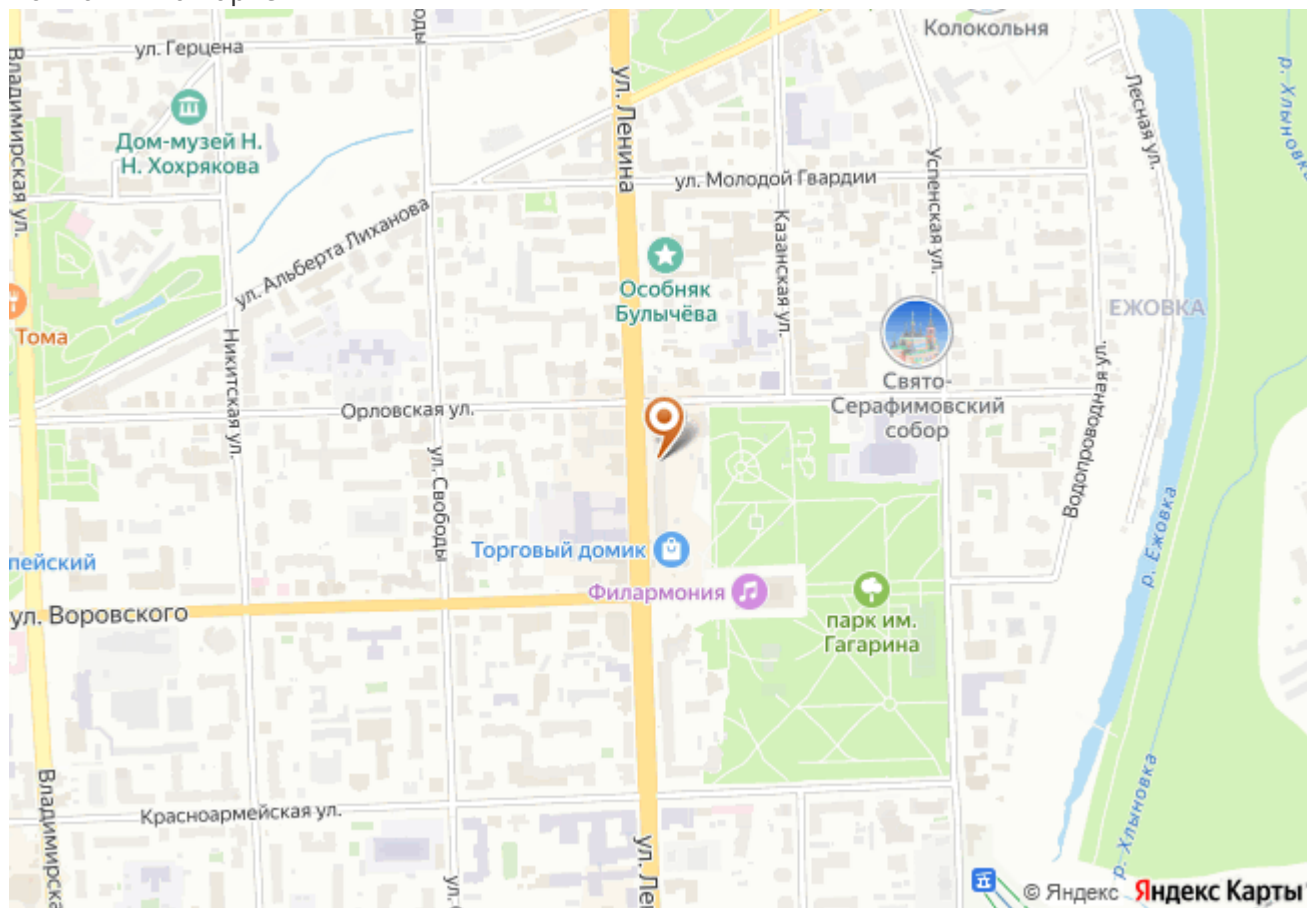 Колокольня
ул. Герцена
ул. Ленина
Владимирская ул.
Дом-музей Н.
Н. Хохрякова
Лесная ул.
р. Хлыновка
ул. Молодой Гвардии
Успенская ул.
ул. Альберта Лиханова
Казанская ул.
Особняк
Булычёва
ЕЖОВКА
Тома
Никитская ул.
Свято-
Серафимовский
собор
Орловская ул.
Водопроводная ул.
ул. Свободы
р. Ежовка
Торговый домик
пейский
Филармония
ул. Воровского
парк им.
Гагарина
Владимирска
Красноармейская ул.
ул. Ле
р. Хлыновка
© Яндекс Яндекс Карты